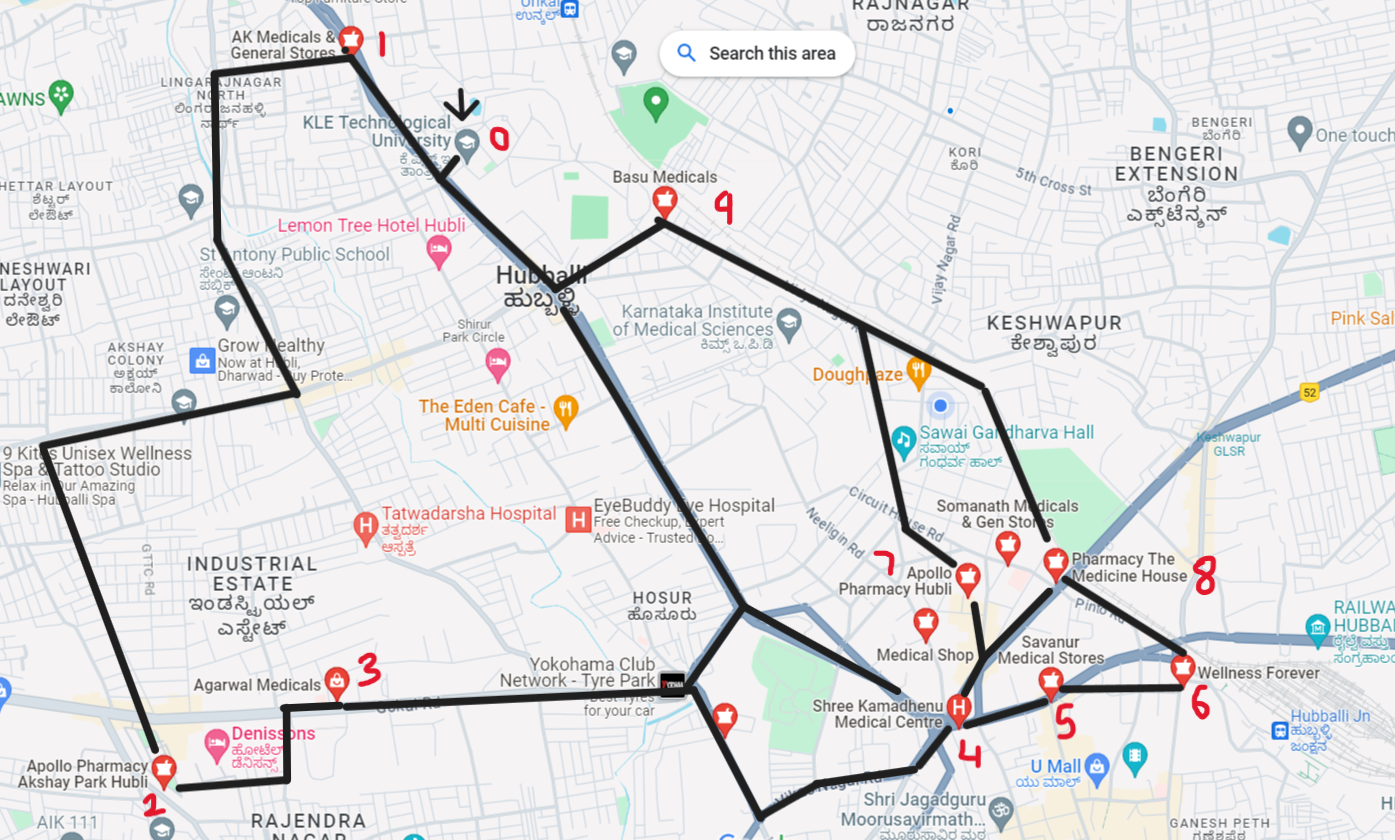 Top Furniture Store
Unkal
ಉನ್ಕಲ್
RAJNAGAR
ರಾಜನಗರ
AK Medicals &
General Stores
1
Search this area
LINGARAJNAGAR
NORTH
AWNS
KLE Technological
University
0
BENGERI
ಬೆಂಗೇರಿ
One touch
KORI
ಕೊರಿ
BENGERI
EXTENSION
ಬೆಂಗೇರಿ
ಎಕ್ಸ್‌ಟೆನ್ಶನ್
5th Cross St
Basu Medicals
9
HETTAR LAYOUT
ಶೆಟ್ಟರ್
ಲೇಔಟ್
Lemon Tree Hotel Hubli
Vijay Nagar Rd
St Antony Public School
NESHWARI
LAYOUT
ದನೇಶ್ವರಿ
ಲೇಔಟ್
Hubballi
ಹುಬ್ಬಳ್ಳಿ
Karnataka Institute
of Medical Sciences
ಕಿಮ್ಸ್ ಒ.ಪಿ.ಡಿ
KESHWAPUR
ಕೇಶ್ವಾಪುರ
Pink Sal
Shirur
Park Circle
AKSHAY
COLONY
ಅಕ್ಷಯ್
ಕಾಲೋನಿ
Grow Healthy
Now at Hubli,
Dharwad - Buy Prote...
Doughpaze
52
The Eden Cafe -
Multi Cuisine
Sawai Gandharva Hall
ಸವಾಯ್
ಗಂಧರ್ವ ಹಾಲ್
Keshwapur
GLSR
9 Kites Unisex Wellness
Spa & Tattoo Studio
Relax in Our Amazing
Spa - Hubballi Spa
Tatwadarsha Hospital
ತತ್ವದರ್ಶ
ಆಸ್ಪತ್ರೆ
EyeBuddy Eye Hospital
Free Checkup, Expert
Advice - Trusted
Circuit House Rd
Neeligin Rd
Somanath Medicals
& Gen Stores
GTTC Rd
INDUSTRIAL
ESTATE
ಇಂಡಸ್ಟ್ರಿಯಲ್
ಎಸ್ಟೇಟ್
7
Apollo
Pharmacy Hubli
Pharmacy The
Medicine House
8
HOSUR
ಹೊಸೂರು
Pinto Rd
RAILWA
HUBBA
Medical Shop
Savanur
Medical Stores
Yokohama Club
Network - Tyre Park
Best Tyres
for your car
Agarwal Medicals
3
Gokul Rd
Wellness Forever
6
Shree Kamadhenu
Medical Centre
4
5
Hubballi Jn
ಹುಬ್ಬಳ್ಳಿ
ಜಂಕ್ಷನ್
Denissons
ಹೋಟೆಲ್
ಡೆನಿಸನ್ಸ್
Apollo Pharmacy
Akshay Park Hubli
2
U Mall
ಯು ಮಾಲ್
Shri Jagadguru
Moorusavirmath...
ಮೂರುಸಾವಿರ ಮಠ
AIK 111
RAJENDRA
NAGAR
GANESH PETH